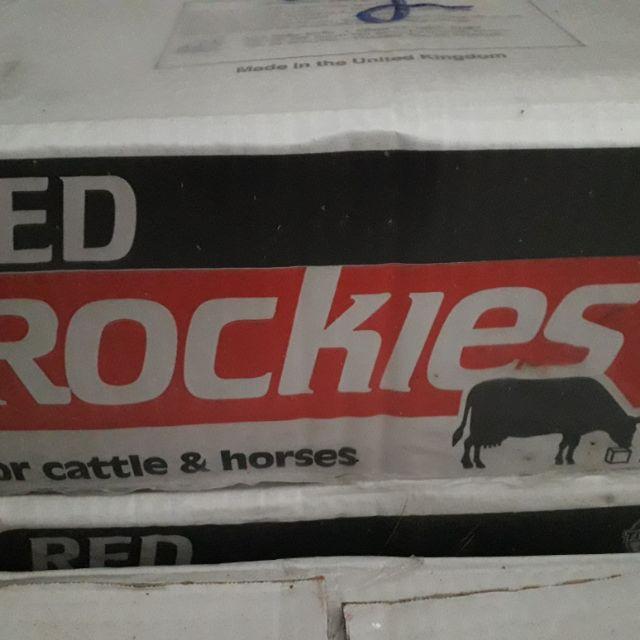 Made in the United Kingdom
ED
ROCKIES
or cattle & horses
RED